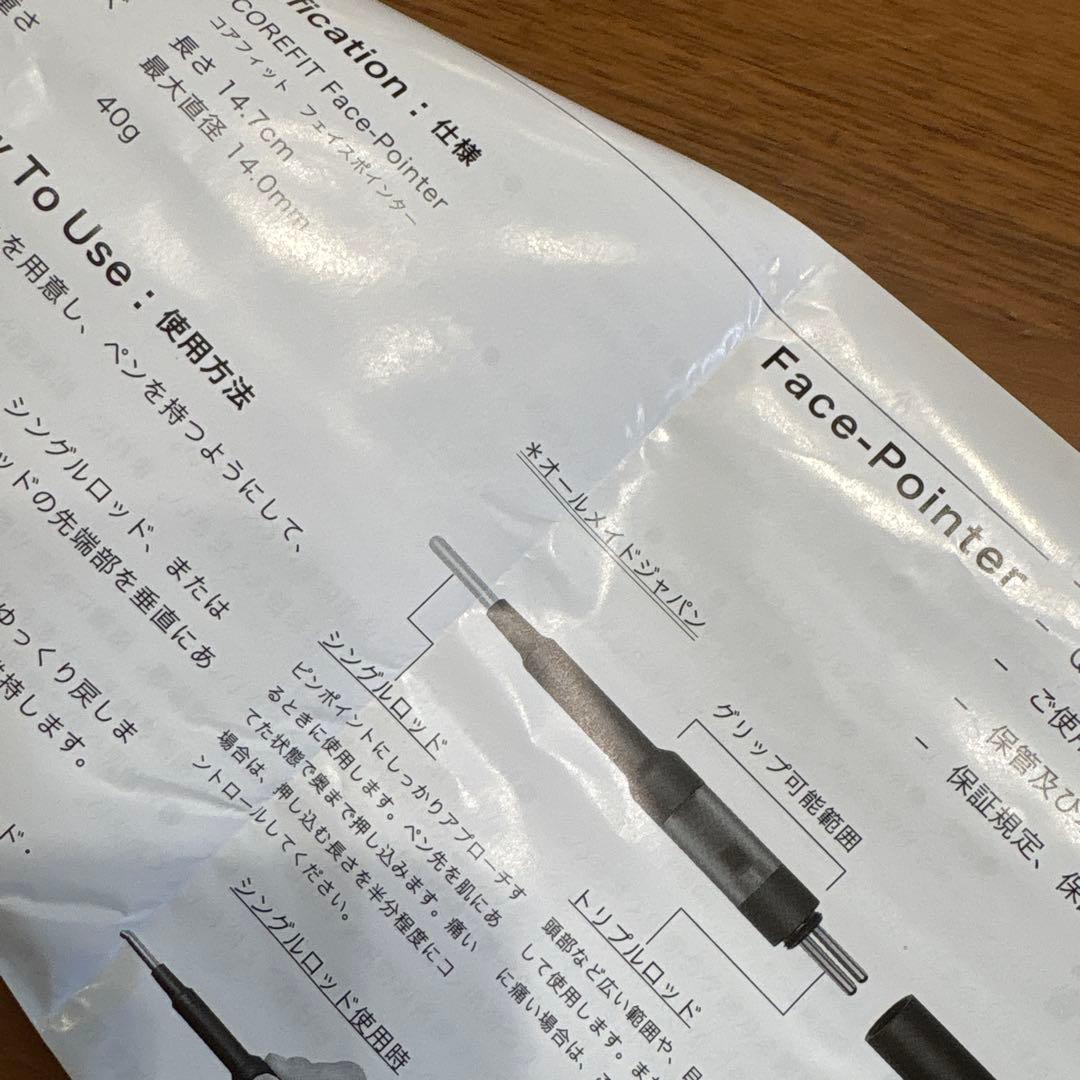 重さ
40g
fication：仕様
COREFIT Face-Pointer
コアフィット フェイスポインター
長さ 14.7cm
最大直径 14.0mm
To Use：使用方法
を用意し、ペンを持つようにして、
シングルロッド、または
ッドの先端部を垂直にあ
ゆっくり戻しま
持します。
ド・
Face-Pointer
＊オールメイドジャパン
シングルロッド
ピンポイントにしっかりアプローチす
るときに使用します。ペン先を肌にあ
てた状態で奥まで押し込みます。痛い
場合は、押し込む長さを半分程度にコ
ントロールしてください。
グリップ可能範囲
トリプルロッド
頭部など広い範囲や、
して使用します。
に痛い場合は、
シングルロッド使用時
ご使
保管及び
保証規定、保